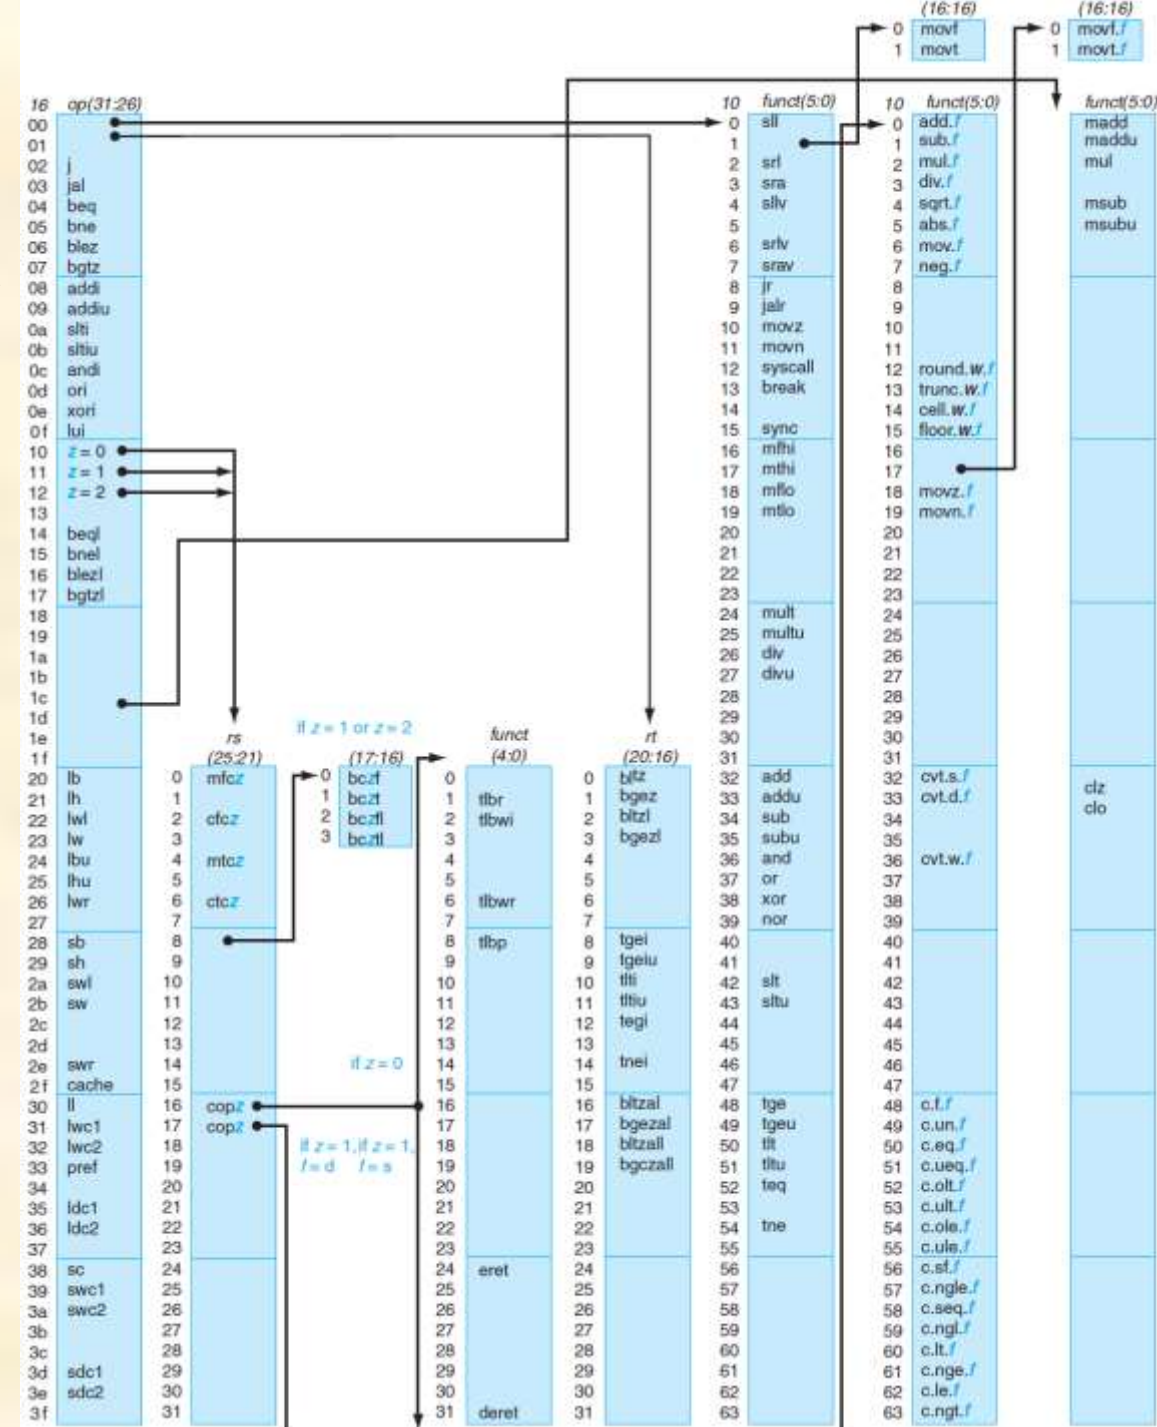 (16:16)
0 movf
1 movt
(16:16)
0 movf.f
1 movt.f
16 op(31:26)
00
01
02 j
03 jal
04 beq
05 bne
06 blez
07 bgtz
08 addi
09 addiu
0a slti
0b sltiu
0c andi
0d ori
0e xori
0f lui
10 z = 0
11 z = 1
12 z = 2
13
14 beql
15 bnel
16 blezl
17 bgtzl
18
19
1a
1b
1c
1d
1e
1f
20 lb
21 lh
22 lwl
23 lw
24 lbu
25 lhu
26 lwr
27
28 sb
29 sh
2a swl
2b sw
2c
2d
2e swr
2f cache
30 ll
31 lwc1
32 lwc2
33 pref
34
35 ldc1
36 ldc2
37
38 sc
39 swc1
3a swc2
3b
3c
3d sdc1
3e sdc2
3f
rs
(25:21)
0 mfcz
1
2 cfcz
3
4 mtcz
5
6 ctcz
7
8
9
10
11
12
13
14
15
16 copz
17 copz
18
19
20
21
22
23
24
25
26
27
28
29
30
31
if z = 1 or z = 2
(17:16)
0 bczf
1 bczt
2 bczfl
3 bcztl
if z = 0
if z = 1, if z = 1,
f = d f = s
funct
(4:0)
0
1 tlbr
2 tlbwi
3
4
5
6 tlbwr
7
8 tlbp
9
10
11
12
13
14
15
16
17
18
19
20
21
22
23
24 eret
25
26
27
28
29
30
31 deret
rt
(20:16)
0 bltz
1 bgez
2 bltzl
3 bgezl
4
5
6
7
8 tgei
9 tgeiu
10 tlti
11 tltiu
12 tegi
13
14 tnei
15
16 bltzal
17 bgezal
18 bltzall
19 bgczall
20
21
22
23
24
25
26
27
28
29
30
31
10 funct(5:0)
0 sll
1
2 srl
3 sra
4 sllv
5
6 srlv
7 srav
8 jr
9 jalr
10 movz
11 movn
12 syscall
13 break
14
15 sync
16 mfhi
17 mthi
18 mflo
19 mtlo
20
21
22
23
24 mult
25 multu
26 div
27 divu
28
29
30
31
32 add
33 addu
34 sub
35 subu
36 and
37 or
38 xor
39 nor
40
41
42 slt
43 sltu
44
45
46
47
48 tge
49 tgeu
50 tlt
51 tltu
52 teq
53
54 tne
55
56
57
58
59
60
61
62
63
10 funct(5:0)
0 add.f
1 sub.f
2 mul.f
3 div.f
4 sqrt.f
5 abs.f
6 mov.f
7 neg.f
8
9
10
11
12 round.w.f
13 trunc.w.f
14 ceil.w.f
15 floor.w.f
16
17
18 movz.f
19 movn.f
20
21
22
23
24
25
26
27
28
29
30
31
32 cvt.s.f
33 cvt.d.f
34
35
36 cvt.w.f
37
38
39
40
41
42
43
44
45
46
47
48 c.f.f
49 c.un.f
50 c.eq.f
51 c.ueq.f
52 c.olt.f
53 c.ult.f
54 c.ole.f
55 c.ule.f
56 c.sf.f
57 c.ngle.f
58 c.seq.f
59 c.ngl.f
60 c.lt.f
61 c.nge.f
62 c.le.f
63 c.ngt.f
funct(5:0)
madd
maddu
mul
msub
msubu
clz
clo